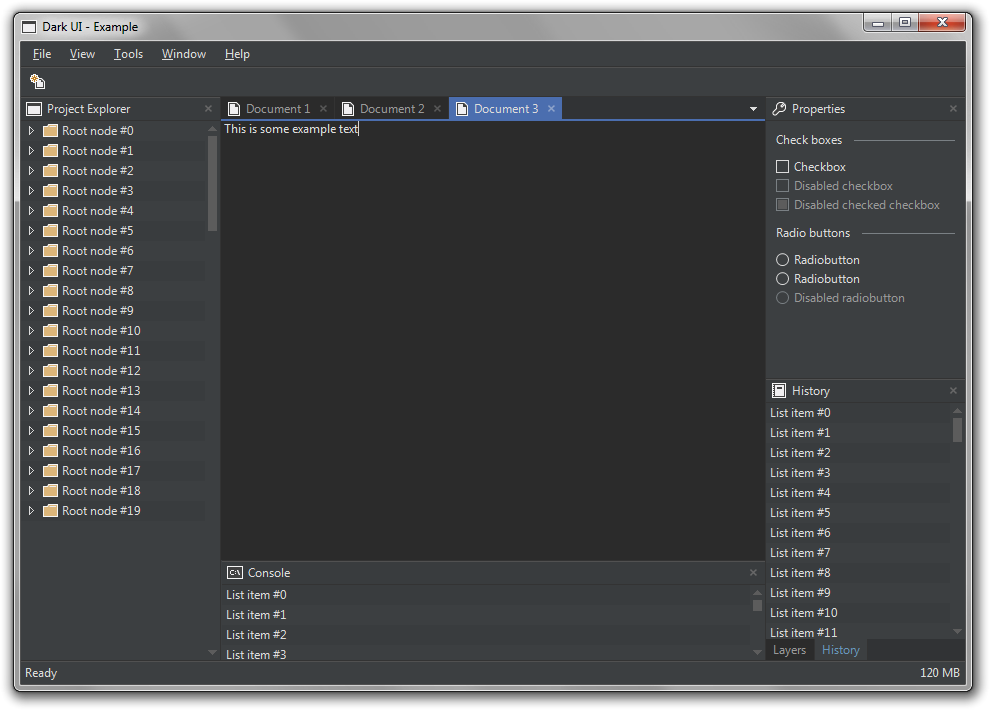 Dark UI - Example
File View Tools Window Help
Project Explorer
Root node #0
Root node #1
Root node #2
Root node #3
Root node #4
Root node #5
Root node #6
Root node #7
Root node #8
Root node #9
Root node #10
Root node #11
Root node #12
Root node #13
Root node #14
Root node #15
Root node #16
Root node #17
Root node #18
Root node #19
Document 1 Document 2 Document 3
This is some example text
C:\ Console
List item #0
List item #1
List item #2
List item #3
Properties
Check boxes
Checkbox
Disabled checkbox
Disabled checked checkbox
Radio buttons
Radiobutton
Radiobutton
Disabled radiobutton
History
List item #0
List item #1
List item #2
List item #3
List item #4
List item #5
List item #6
List item #7
List item #8
List item #9
List item #10
List item #11
Layers History
Ready 120 MB